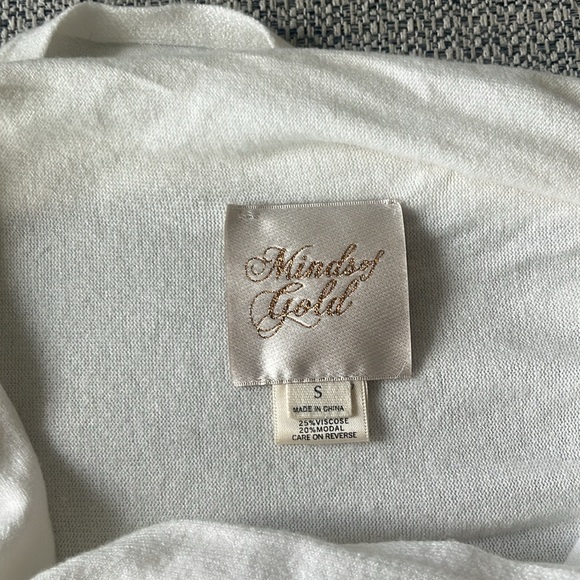 Minds of
Gold
S
MADE IN CHINA
25%VISCOSE
20%MODAL
CARE ON REVERSE